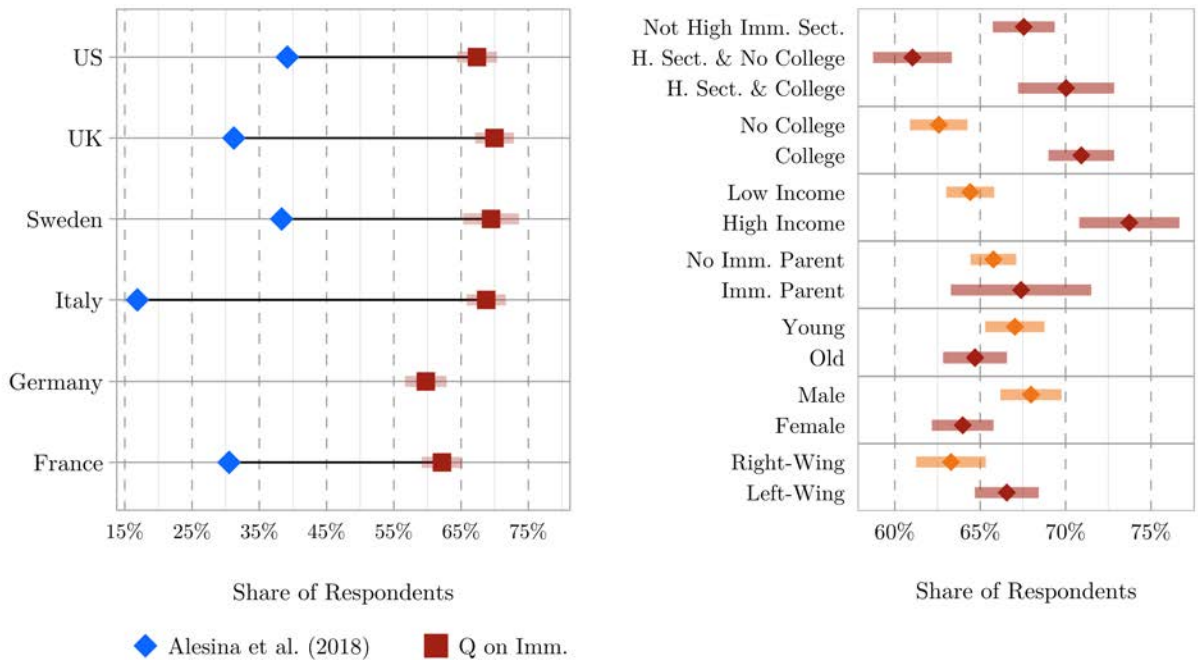 US
UK
Sweden
Italy
Germany
France
15% 25% 35% 45% 55% 65% 75%
Share of Respondents
Alesina et al. (2018) Q on Imm.
Not High Imm. Sect.
H. Sect. & No College
H. Sect. & College
No College
College
Low Income
High Income
No Imm. Parent
Imm. Parent
Young
Old
Male
Female
Right-Wing
Left-Wing
60% 65% 70% 75%
Share of Respondents